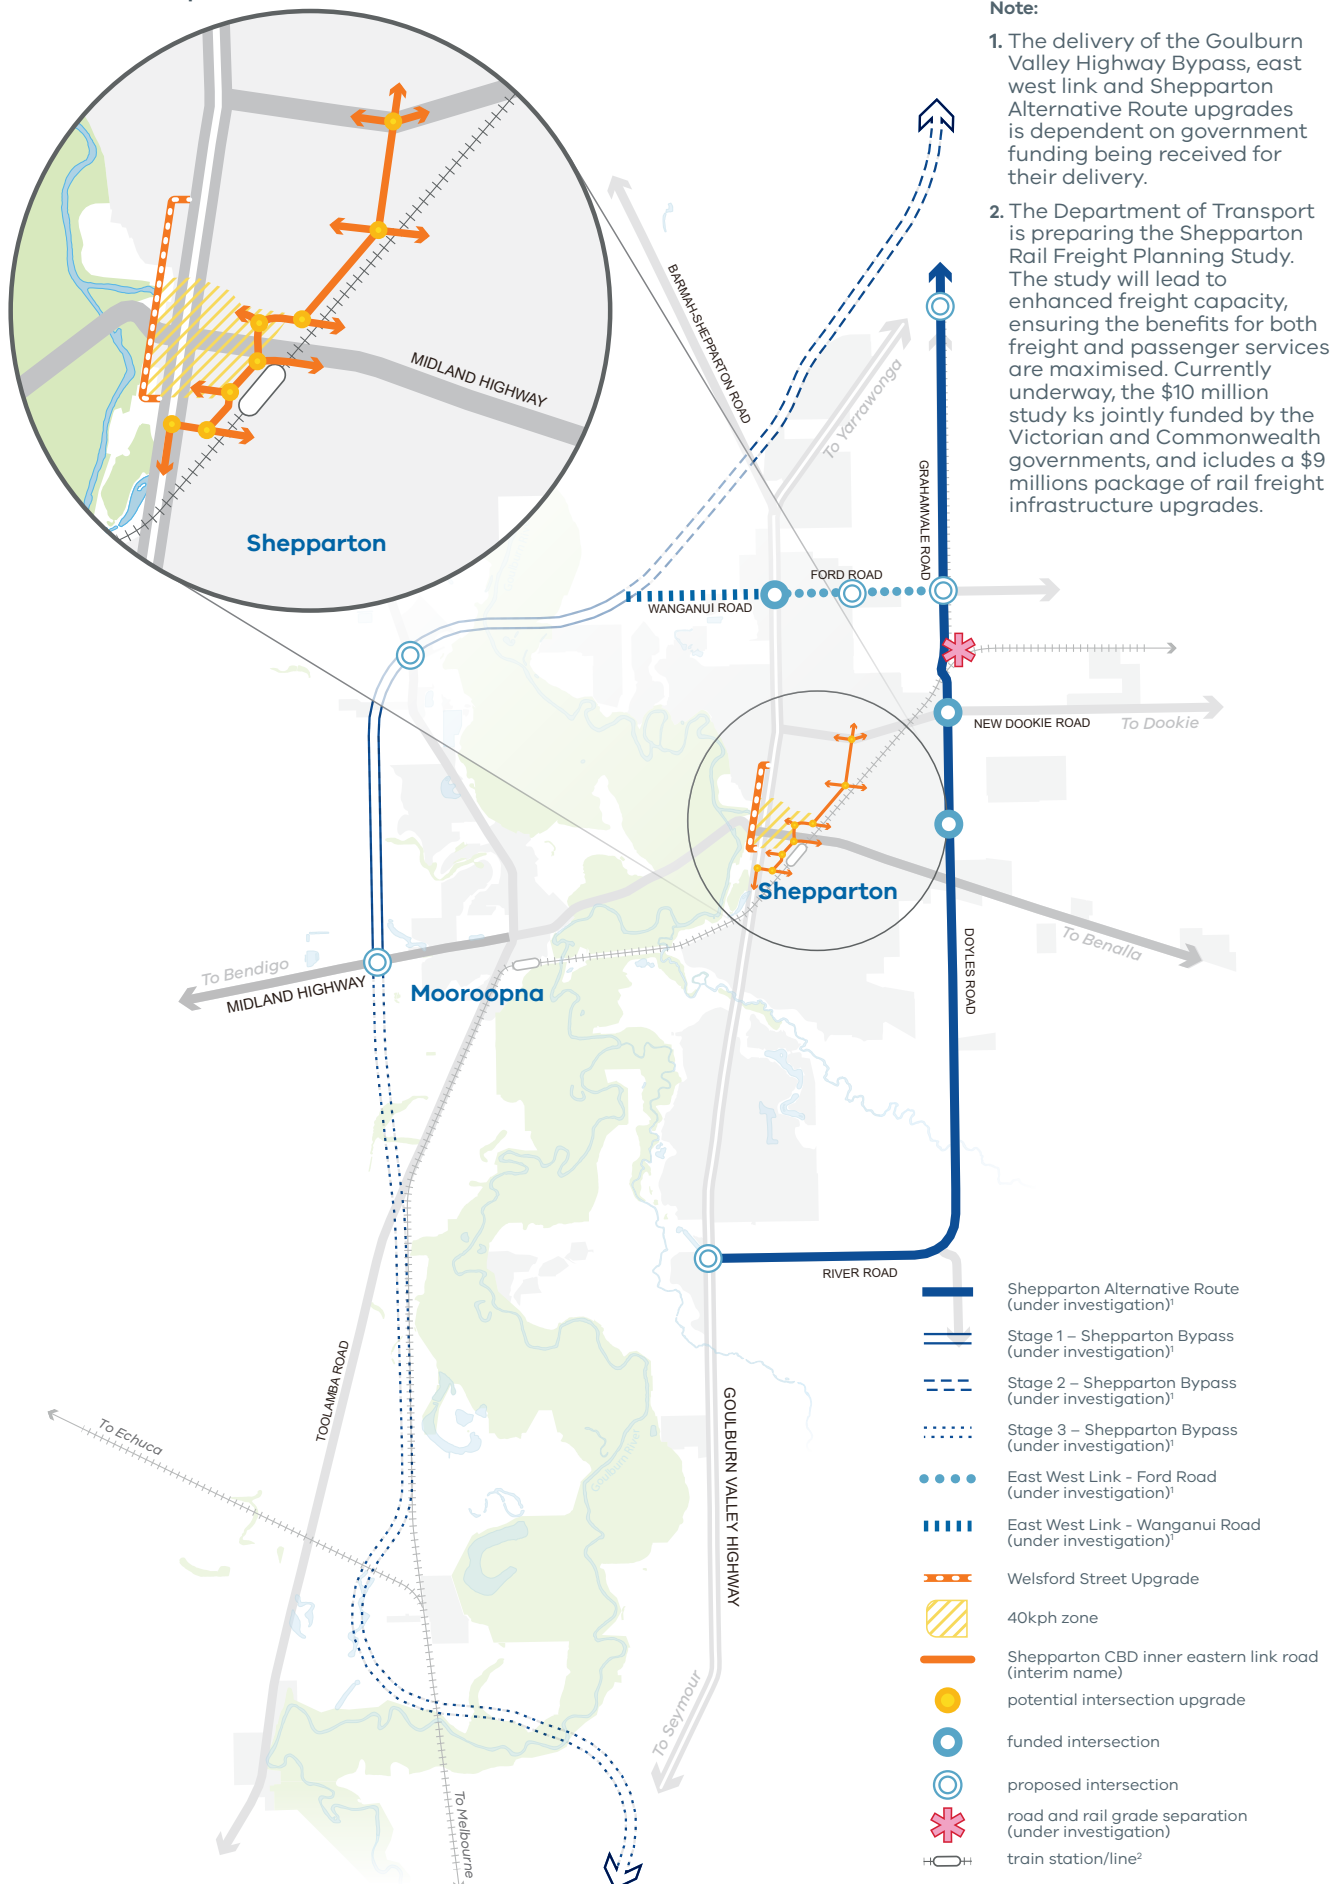 Note:
1. The delivery of the Goulburn
Valley Highway Bypass, east
west link and Shepparton
Alternative Route upgrades
is dependent on government
funding being received for
their delivery.
2. The Department of Transport
is preparing the Shepparton
Rail Freight Planning Study.
The study will lead to
enhanced freight capacity,
ensuring the benefits for both
freight and passenger services
are maximised. Currently
underway, the $10 million
study ks jointly funded by the
Victorian and Commonwealth
governments, and icludes a $9
millions package of rail freight
infrastructure upgrades.
MIDLAND HIGHWAY
Shepparton
BARMAH-SHEPPARTON ROAD
To Yarrawonga
GRAHAMVALE ROAD
FORD ROAD
WANGANUI ROAD
NEW DOOKIE ROAD
To Dookie
Shepparton
To Benalla
DOYLES ROAD
To Bendigo
MIDLAND HIGHWAY
Mooroopna
RIVER ROAD
TOOLAMBA ROAD
To Echuca
Goulburn River
GOULBURN VALLEY HIGHWAY
To Seymour
To Melbourne
Shepparton Alternative Route
(under investigation)¹
Stage 1 – Shepparton Bypass
(under investigation)¹
Stage 2 – Shepparton Bypass
(under investigation)¹
Stage 3 – Shepparton Bypass
(under investigation)¹
East West Link - Ford Road
(under investigation)¹
East West Link - Wanganui Road
(under investigation)¹
Welsford Street Upgrade
40kph zone
Shepparton CBD inner eastern link road
(interim name)
potential intersection upgrade
funded intersection
proposed intersection
road and rail grade separation
(under investigation)
train station/line²